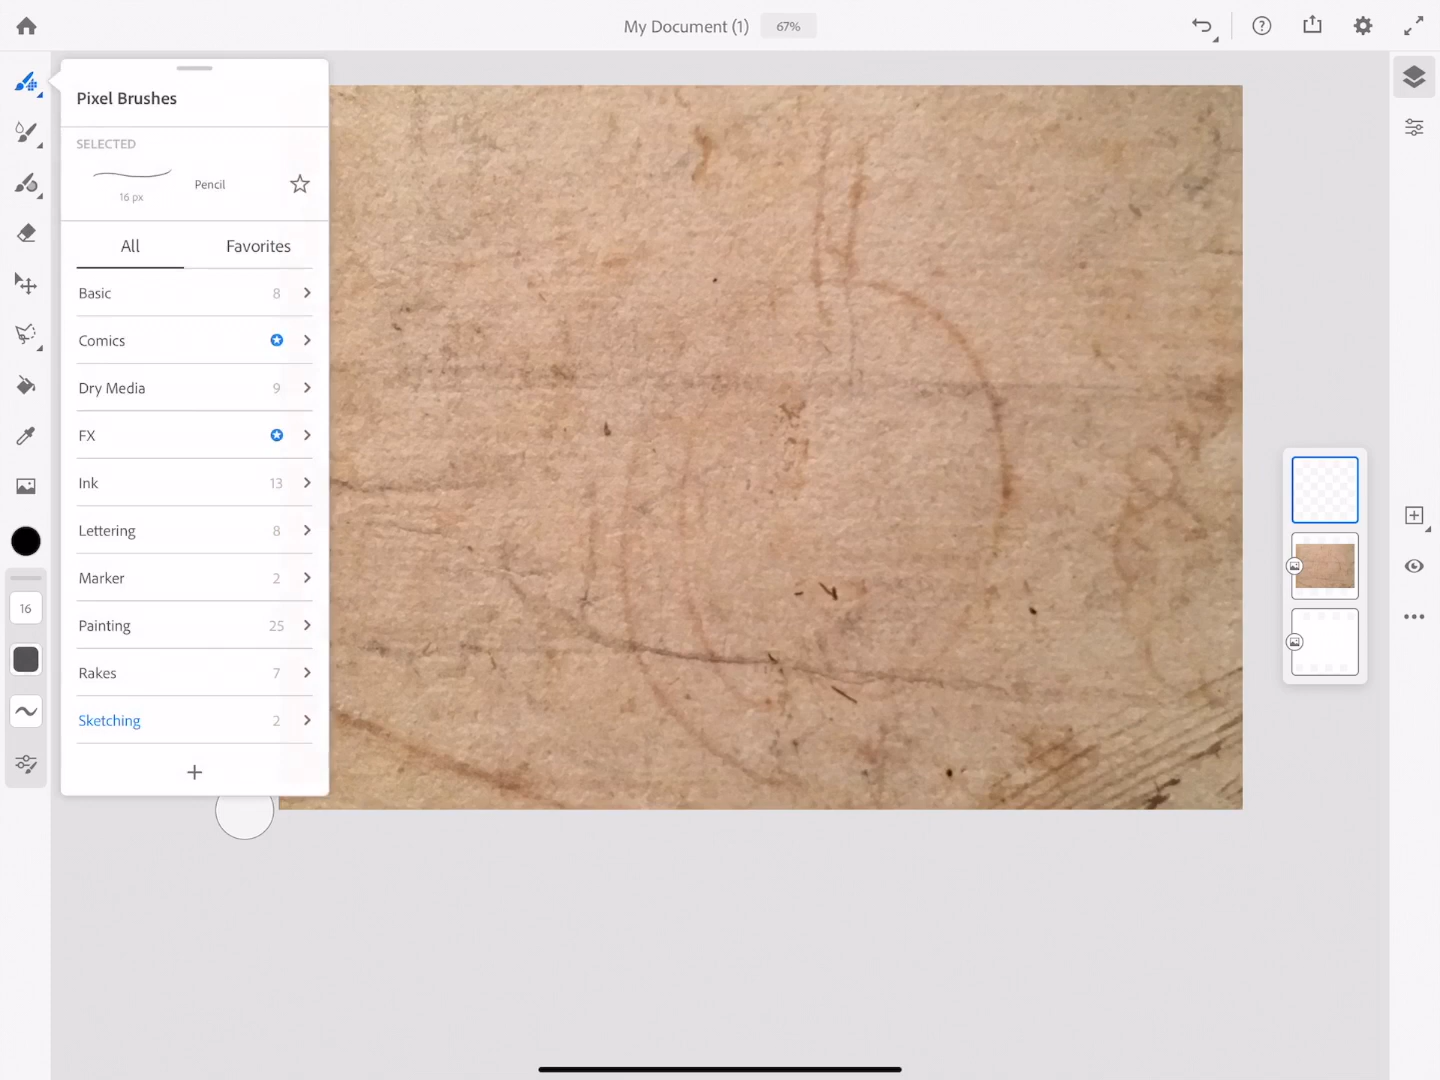 My Document (1) 67%
Pixel Brushes
SELECTED
16 px Pencil
All Favorites
Basic 8
Comics
Dry Media 9
FX
Ink 13
Lettering 8
Marker 2
Painting 25
Rakes 7
Sketching 2
16